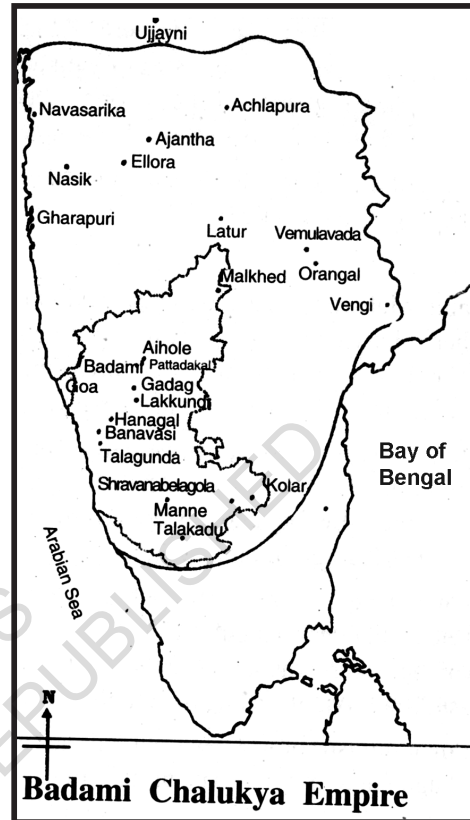 Ujjayni
Navasarika
Achlapura
Ajantha
Ellora
Nasik
Gharapuri
Latur
Vemulavada
Orangal
Malkhed
Vengi
Aihole
Badami
Pattadakal
Goa
Gadag
Lakkundi
Hanagal
Banavasi
Talagunda
Bay of
Bengal
Shravanabelagola
Kolar
Manne
Talakadu
Arabian Sea
N
Badami Chalukya Empire